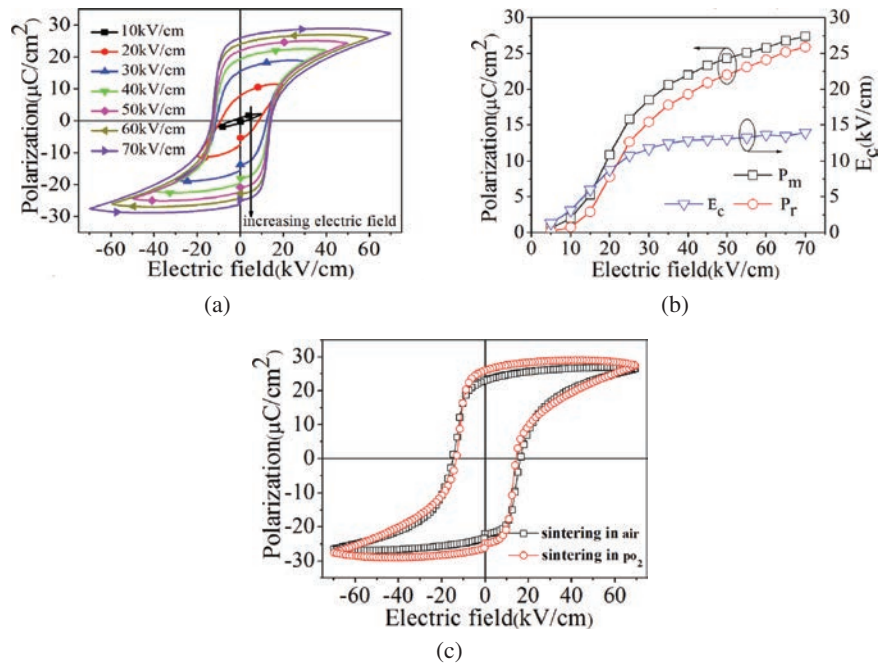 30
20
10
0
-10
-20
-30
Polarization(μC/cm²)
10kV/cm
20kV/cm
30kV/cm
40kV/cm
50kV/cm
60kV/cm
70kV/cm
increasing electric field
-60 -40 -20 0 20 40 60
Electric field(kV/cm)
(a)
30
25
20
15
10
5
0
Polarization(μC/cm²)
30
25
20
15
10
5
0
E_c(kV/cm)
P_m
E_c P_r
0 10 20 30 40 50 60 70
Electric field(kV/cm)
(b)
30
20
10
0
-10
-20
-30
Polarization(μC/cm²)
sintering in air
sintering in po₂
-60 -40 -20 0 20 40 60
Electric field(kV/cm)
(c)